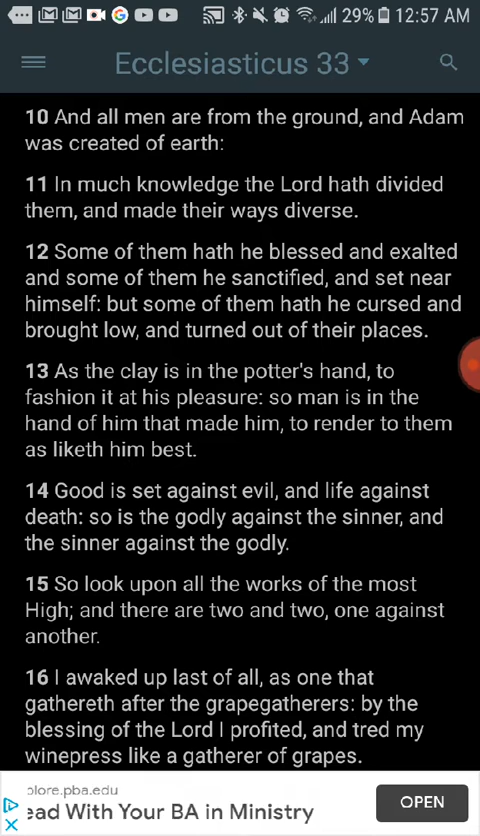 29% 12:57 AM
Ecclesiasticus 33
10 And all men are from the ground, and Adam
was created of earth:
11 In much knowledge the Lord hath divided
them, and made their ways diverse.
12 Some of them hath he blessed and exalted
and some of them he sanctified, and set near
himself: but some of them hath he cursed and
brought low, and turned out of their places.
13 As the clay is in the potter's hand, to
fashion it at his pleasure: so man is in the
hand of him that made him, to render to them
as liketh him best.
14 Good is set against evil, and life against
death: so is the godly against the sinner, and
the sinner against the godly.
15 So look upon all the works of the most
High; and there are two and two, one against
another.
16 I awaked up last of all, as one that
gathereth after the grapegatherers: by the
blessing of the Lord I profited, and tred my
winepress like a gatherer of grapes.
plore.pba.edu
ead With Your BA in Ministry
OPEN